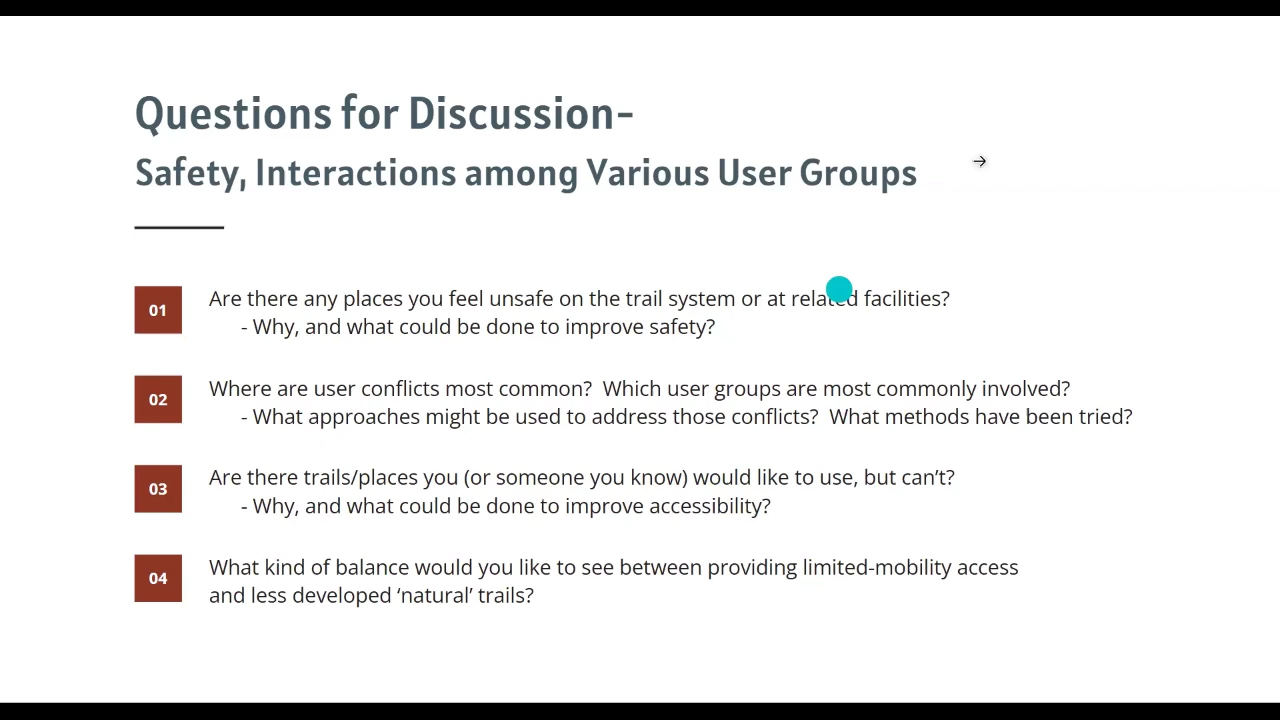 Questions for Discussion-
Safety, Interactions among Various User Groups
01 Are there any places you feel unsafe on the trail system or at related facilities?
- Why, and what could be done to improve safety?
02 Where are user conflicts most common?  Which user groups are most commonly involved?
- What approaches might be used to address those conflicts?  What methods have been tried?
03 Are there trails/places you (or someone you know) would like to use, but can’t?
- Why, and what could be done to improve accessibility?
04 What kind of balance would you like to see between providing limited-mobility access
and less developed ‘natural’ trails?